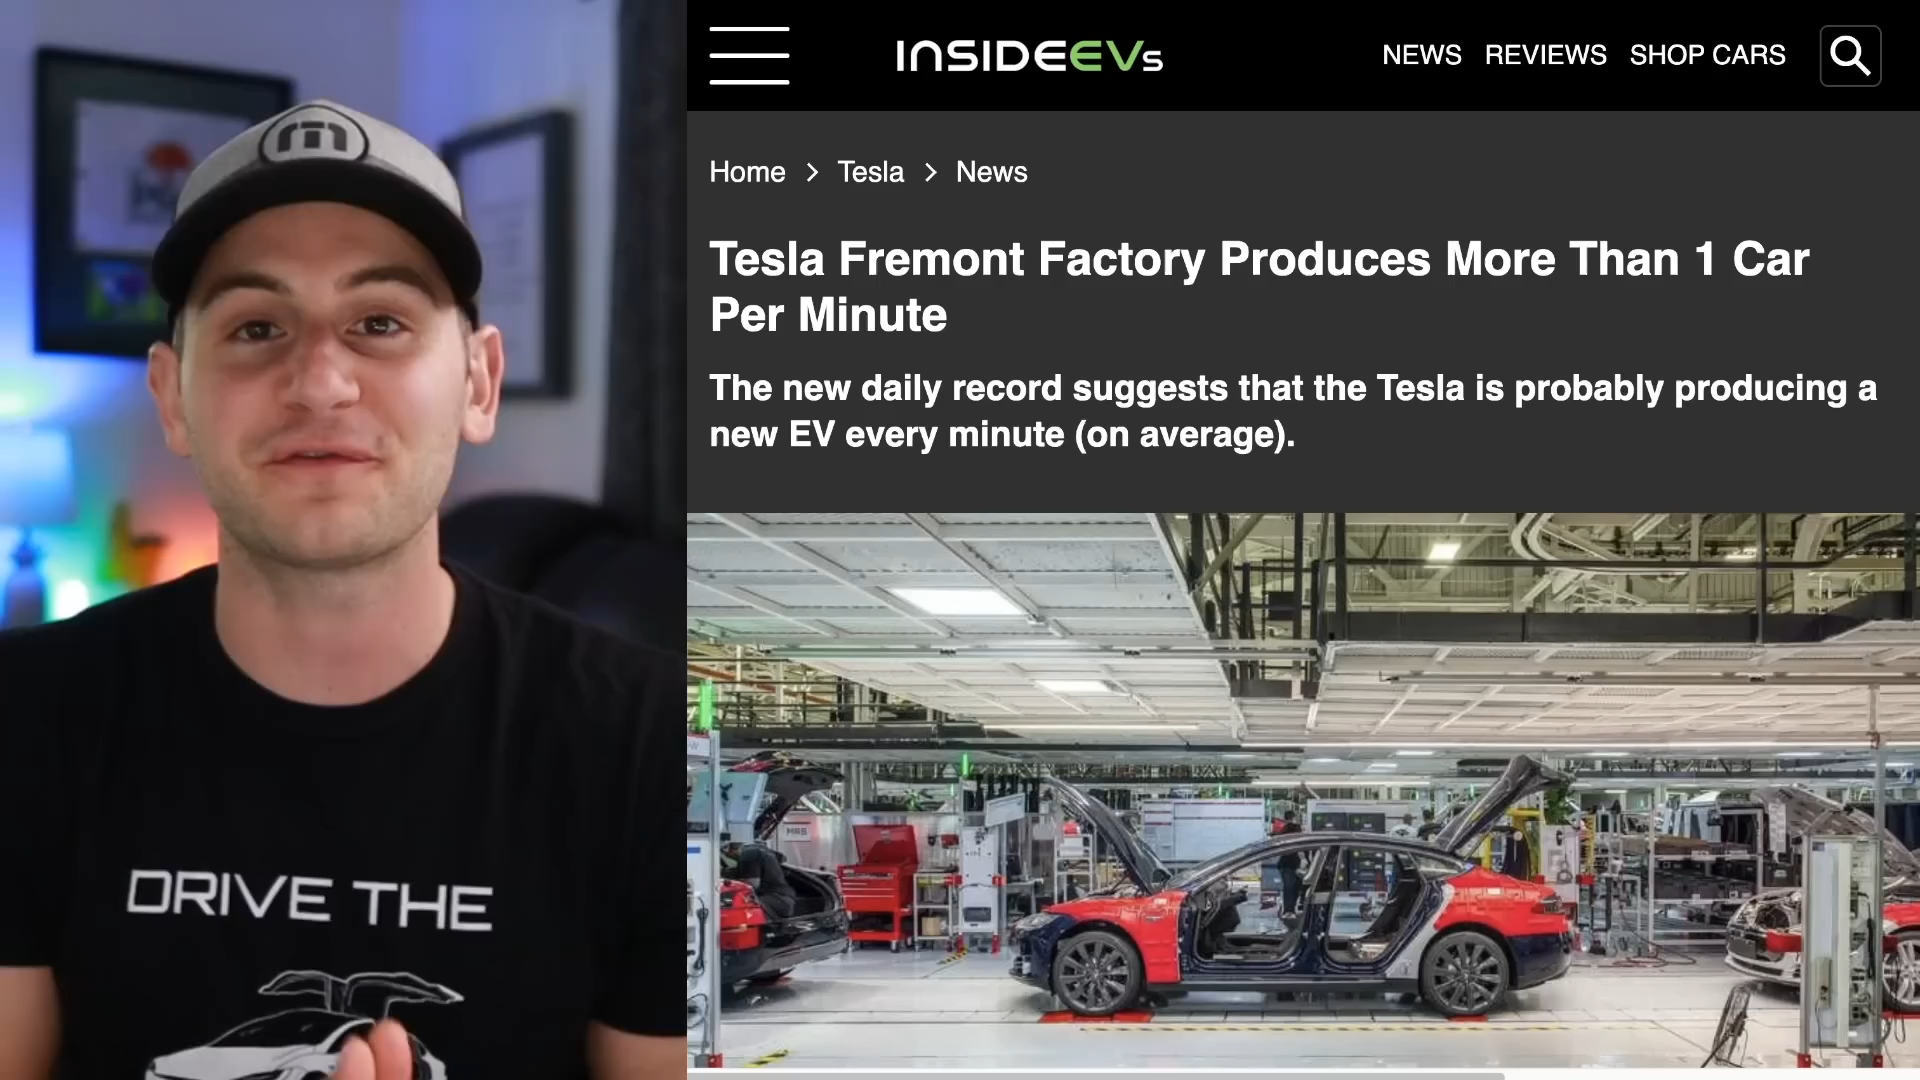 INSIDEEVs
NEWS REVIEWS SHOP CARS
Home > Tesla > News
Tesla Fremont Factory Produces More Than 1 Car
Per Minute
The new daily record suggests that the Tesla is probably producing a
new EV every minute (on average).
DRIVE THE